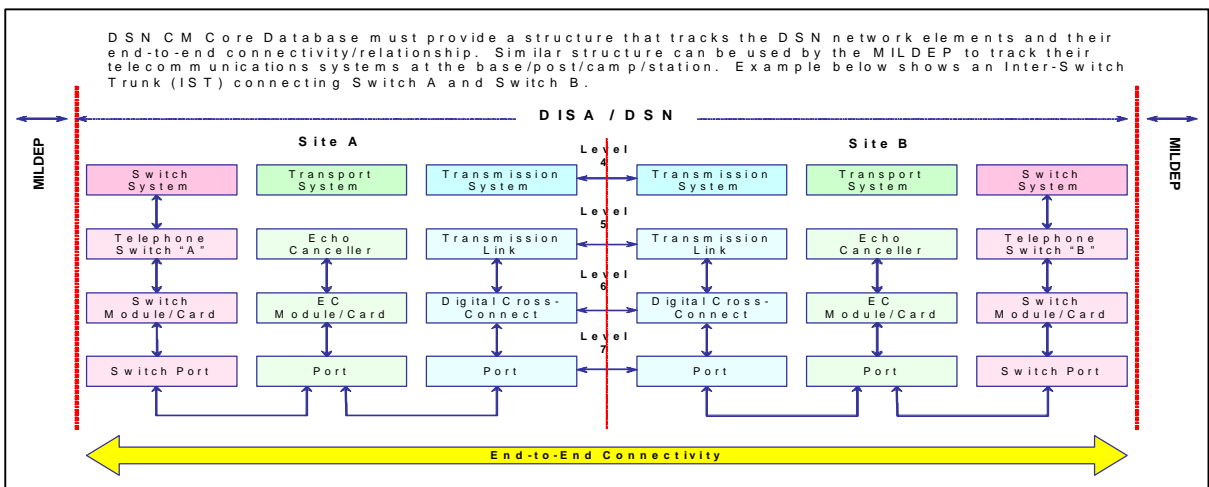 DSN CM Core Database must provide a structure that tracks the DSN network elements and their
end-to-end connectivity/relationship. Similar structure can be used by the MILDEP to track their
telecommunications systems at the base/post/camp/station. Example below shows an Inter-Switch
Trunk (IST) connecting Switch A and Switch B.
DISA / DSN
MILDEP
MILDEP
Site A
Site B
Level
4
Switch
System
Transport
System
Transmission
System
Transmission
System
Transport
System
Switch
System
Level
5
Telephone
Switch "A"
Echo
Canceller
Transmission
Link
Transmission
Link
Echo
Canceller
Telephone
Switch "B"
Level
6
Switch
Module/Card
EC
Module/Card
Digital Cross-
Connect
Digital Cross-
Connect
EC
Module/Card
Switch
Module/Card
Level
7
Switch Port
Port
Port
Port
Port
Switch Port
End-to-End Connectivity